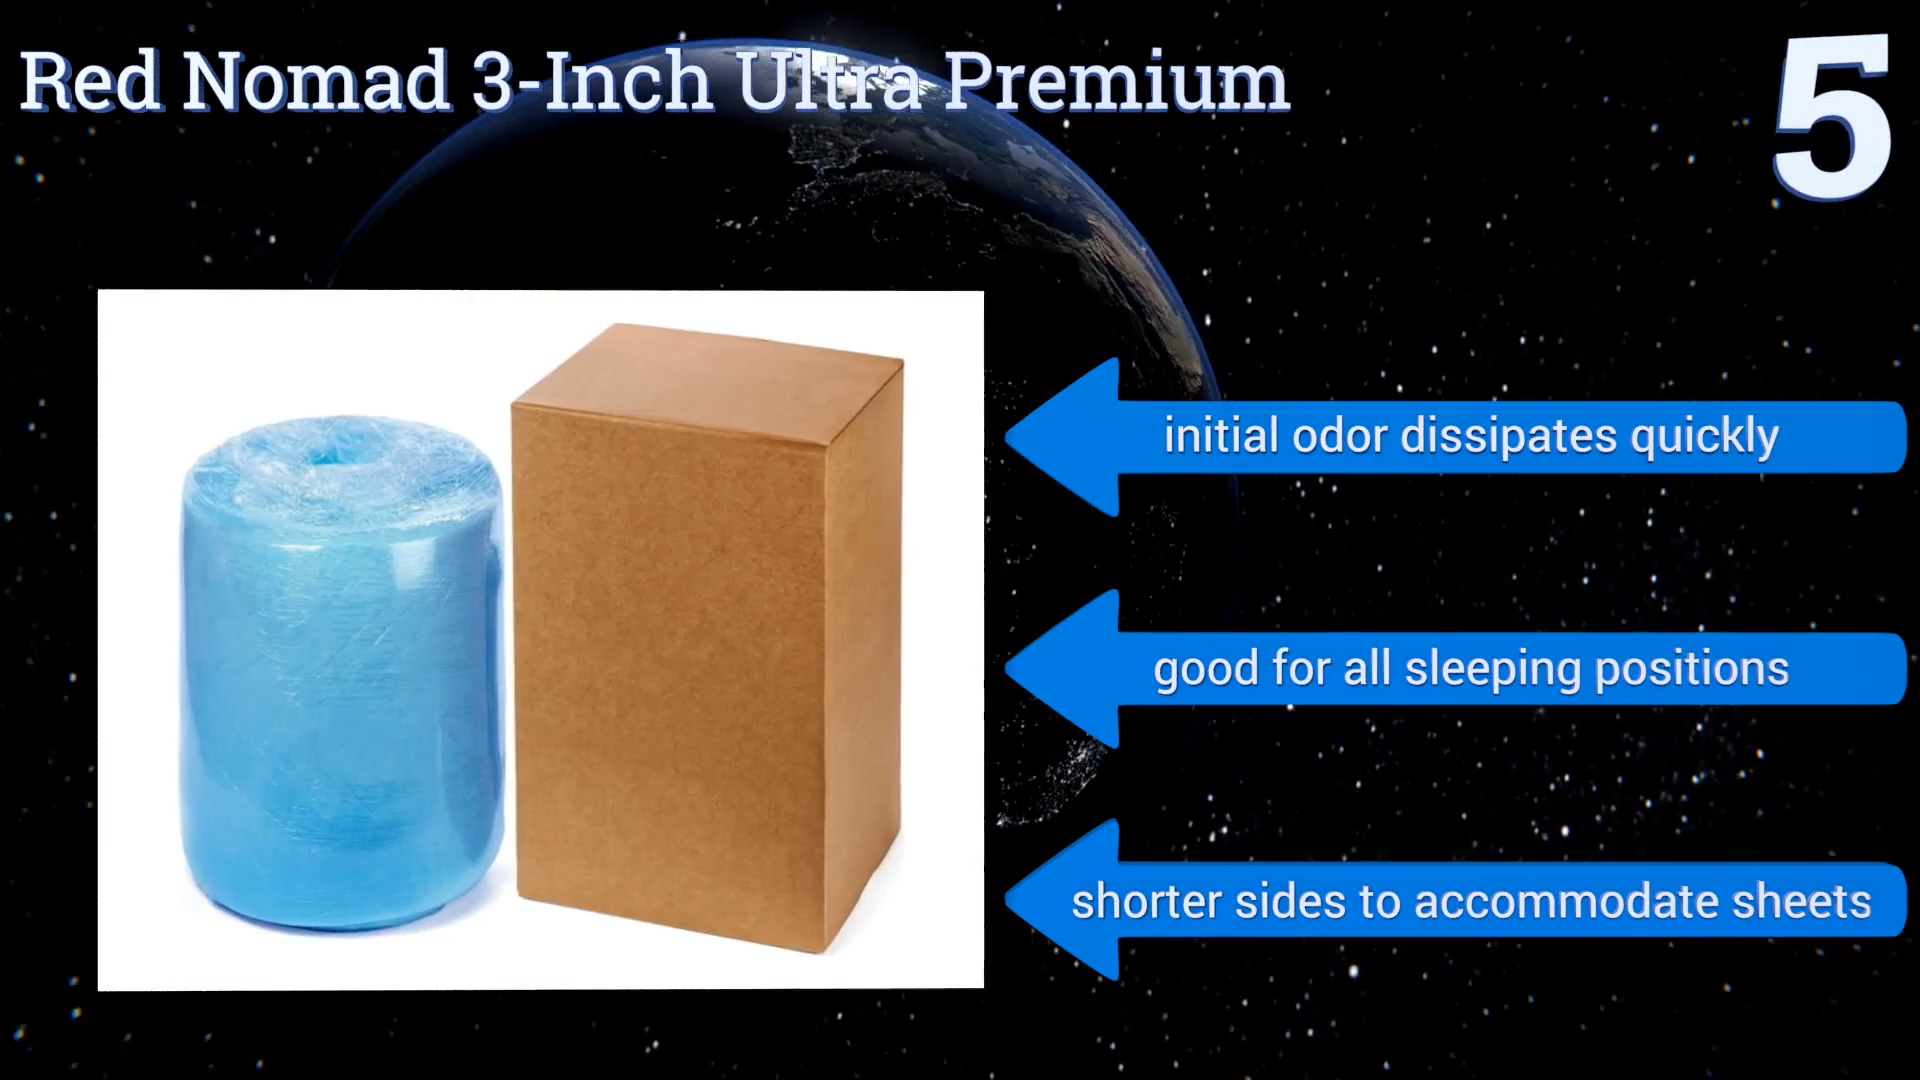 Red Nomad 3-Inch Ultra Premium
5
initial odor dissipates quickly
good for all sleeping positions
shorter sides to accommodate sheets